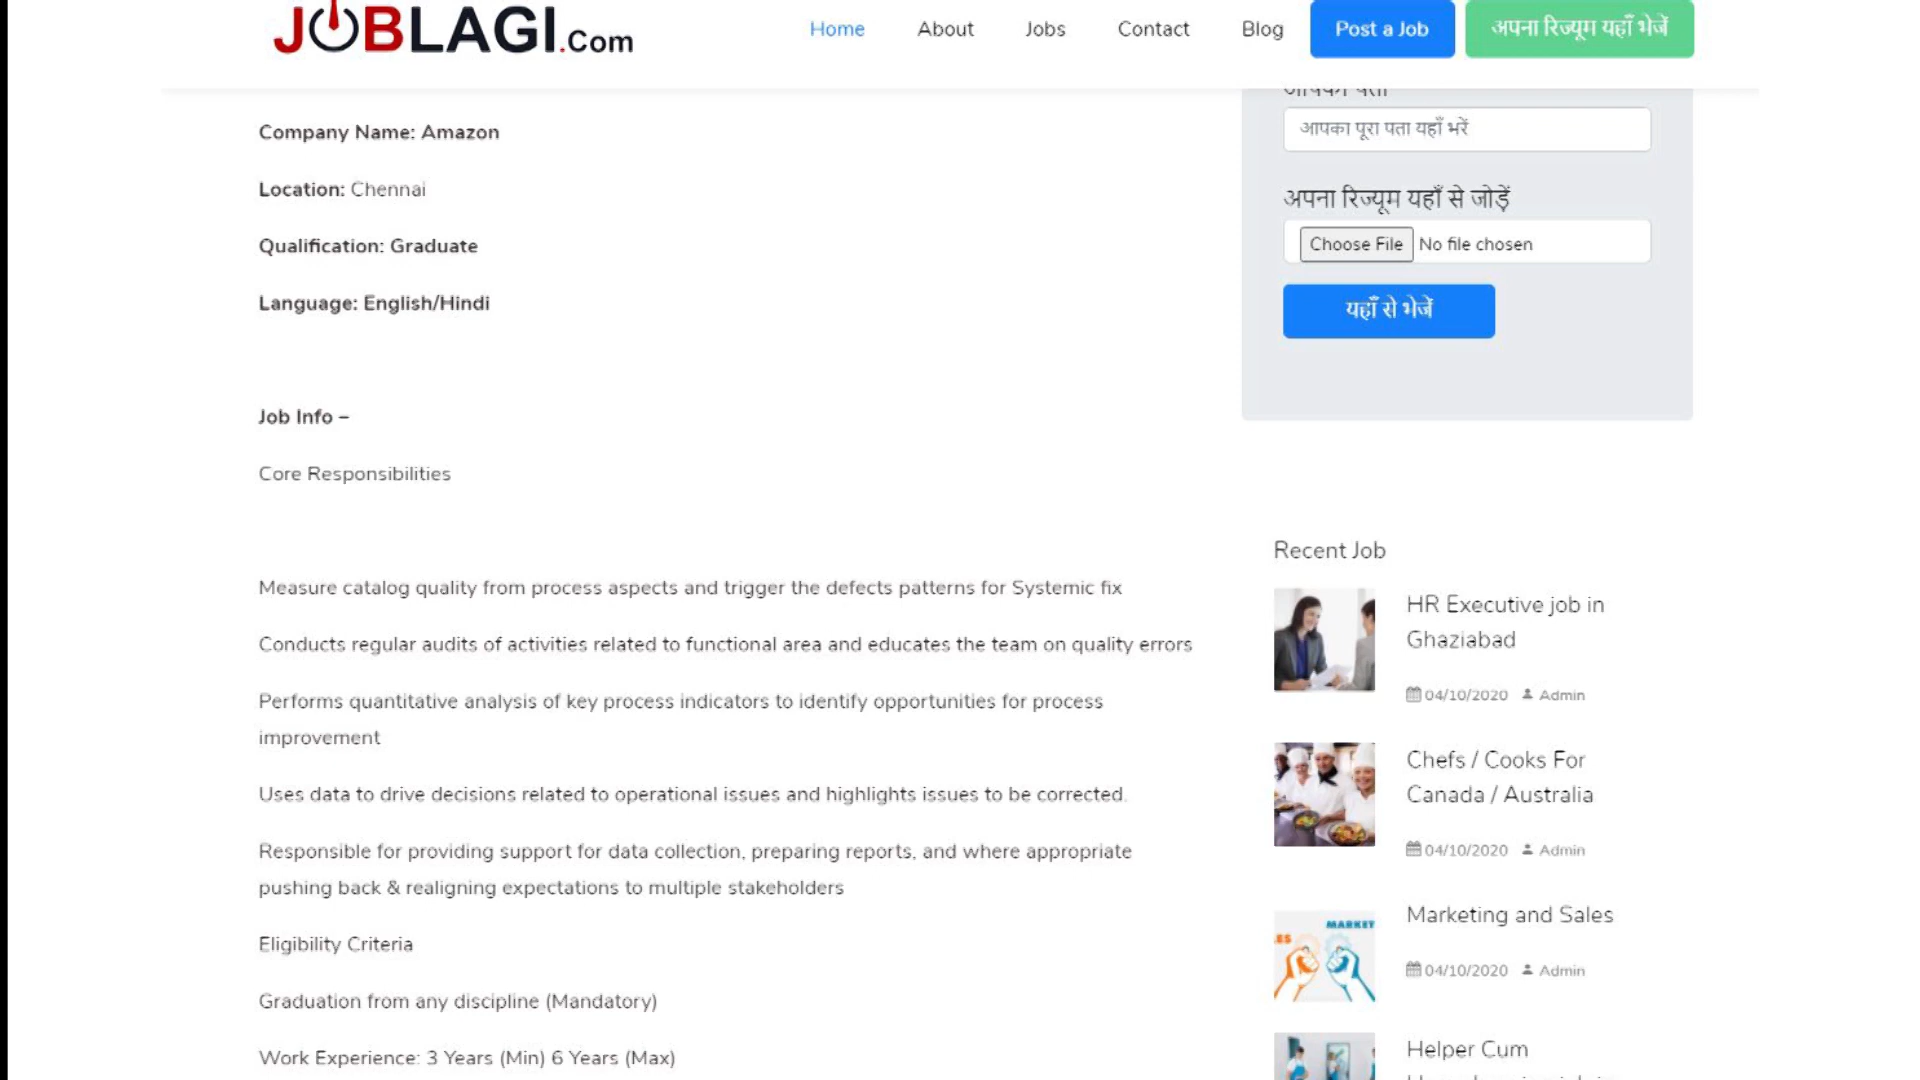 JOBLAGI.Com
Home
About
Jobs
Contact
Blog
Post a Job
अपना रिज्यूम यहाँ भेजें
Company Name: Amazon
Location: Chennai
Qualification: Graduate
Language: English/Hindi
Job Info –
Core Responsibilities
Measure catalog quality from process aspects and trigger the defects patterns for Systemic fix
Conducts regular audits of activities related to functional area and educates the team on quality errors
Performs quantitative analysis of key process indicators to identify opportunities for process
improvement
Uses data to drive decisions related to operational issues and highlights issues to be corrected.
Responsible for providing support for data collection, preparing reports, and where appropriate
pushing back & realigning expectations to multiple stakeholders
Eligibility Criteria
Graduation from any discipline (Mandatory)
Work Experience: 3 Years (Min) 6 Years (Max)
आपका पता
आपका पूरा पता यहाँ भरें
अपना रिज्यूम यहाँ से जोड़ें
Choose File No file chosen
यहाँ से भेजें
Recent Job
HR Executive job in
Ghaziabad
04/10/2020 Admin
Chefs / Cooks For
Canada / Australia
04/10/2020 Admin
MARKET
ES
Marketing and Sales
04/10/2020 Admin
Helper Cum